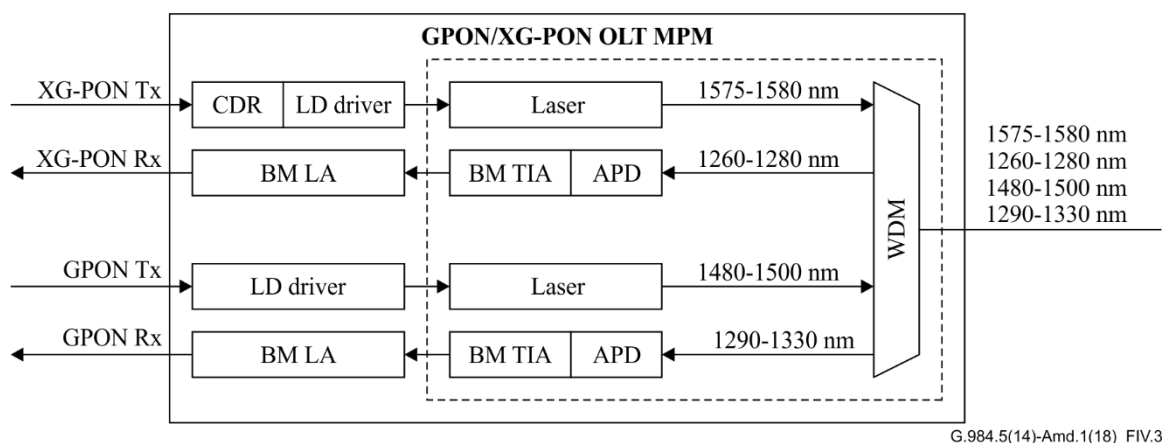 GPON/XG-PON OLT MPM
XG-PON Tx
CDR
LD driver
Laser
1575-1580 nm
XG-PON Rx
BM LA
BM TIA
APD
1260-1280 nm
GPON Tx
LD driver
Laser
1480-1500 nm
GPON Rx
BM LA
BM TIA
APD
1290-1330 nm
WDM
1575-1580 nm
1260-1280 nm
1480-1500 nm
1290-1330 nm
G.984.5(14)-Amd.1(18)_FIV.3